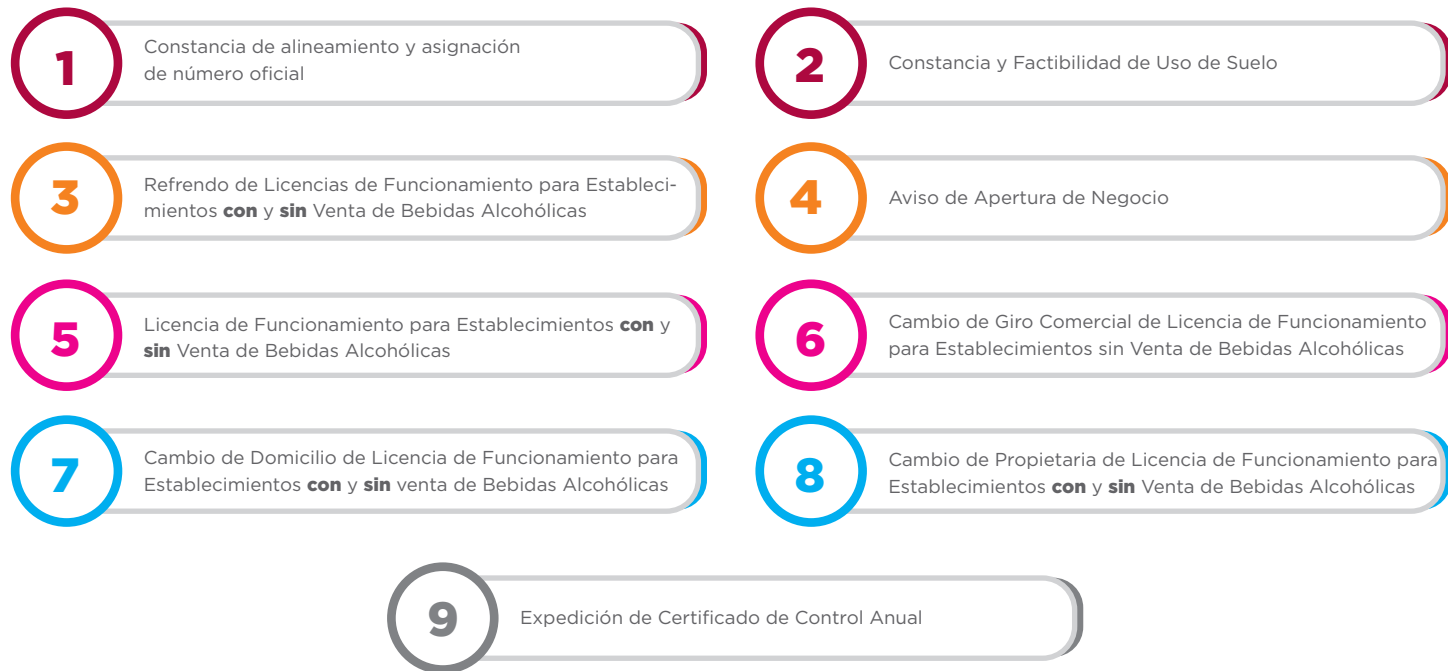 1
Constancia de alineamiento y asignación
de número oficial
2
Constancia y Factibilidad de Uso de Suelo
3
Refrendo de Licencias de Funcionamiento para Estableci-
mientos con y sin Venta de Bebidas Alcohólicas
4
Aviso de Apertura de Negocio
5
Licencia de Funcionamiento para Establecimientos con y
sin Venta de Bebidas Alcohólicas
6
Cambio de Giro Comercial de Licencia de Funcionamiento
para Establecimientos sin Venta de Bebidas Alcohólicas
7
Cambio de Domicilio de Licencia de Funcionamiento para
Establecimientos con y sin venta de Bebidas Alcohólicas
8
Cambio de Propietaria de Licencia de Funcionamiento para
Establecimientos con y sin Venta de Bebidas Alcohólicas
9
Expedición de Certificado de Control Anual